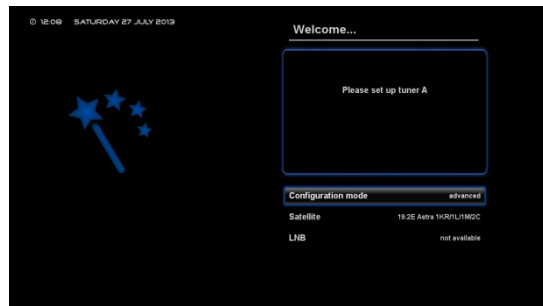 12:08 SATURDAY 27 JULY 2013
Welcome...
Please set up tuner A
Configuration mode advanced
Satellite 19.2E Astra 1KR/1L/1M/2C
LNB not available